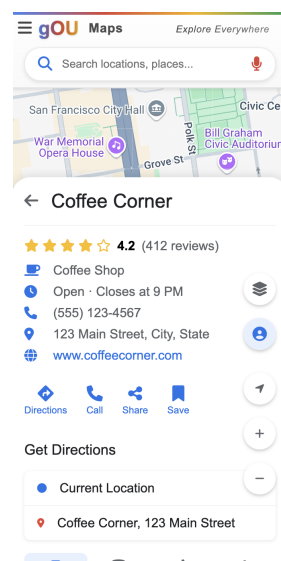 gOU Maps Explore Everywhere
Search locations, places...
San Francisco City Hall
Civic Ce
War Memorial
Opera House
Polk St
Bill Graham
Civic Auditoriu
Grove St
Coffee Corner
4.2 (412 reviews)
Coffee Shop
Open · Closes at 9 PM
(555) 123-4567
123 Main Street, City, State
www.coffeecorner.com
Directions Call Share Save
Get Directions
Current Location
Coffee Corner, 123 Main Street